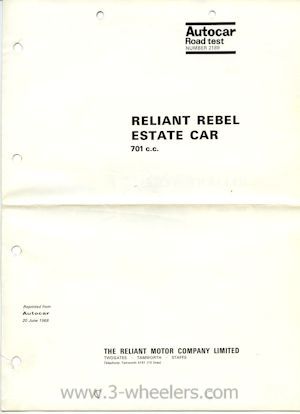 Autocar
Road test
NUMBER 2189
RELIANT REBEL
ESTATE CAR
701 c.c.
Reprinted from
Autocar
20 June 1968
THE RELIANT MOTOR COMPANY LIMITED
TWOGATES · TAMWORTH · STAFFS
www.3-wheelers.com